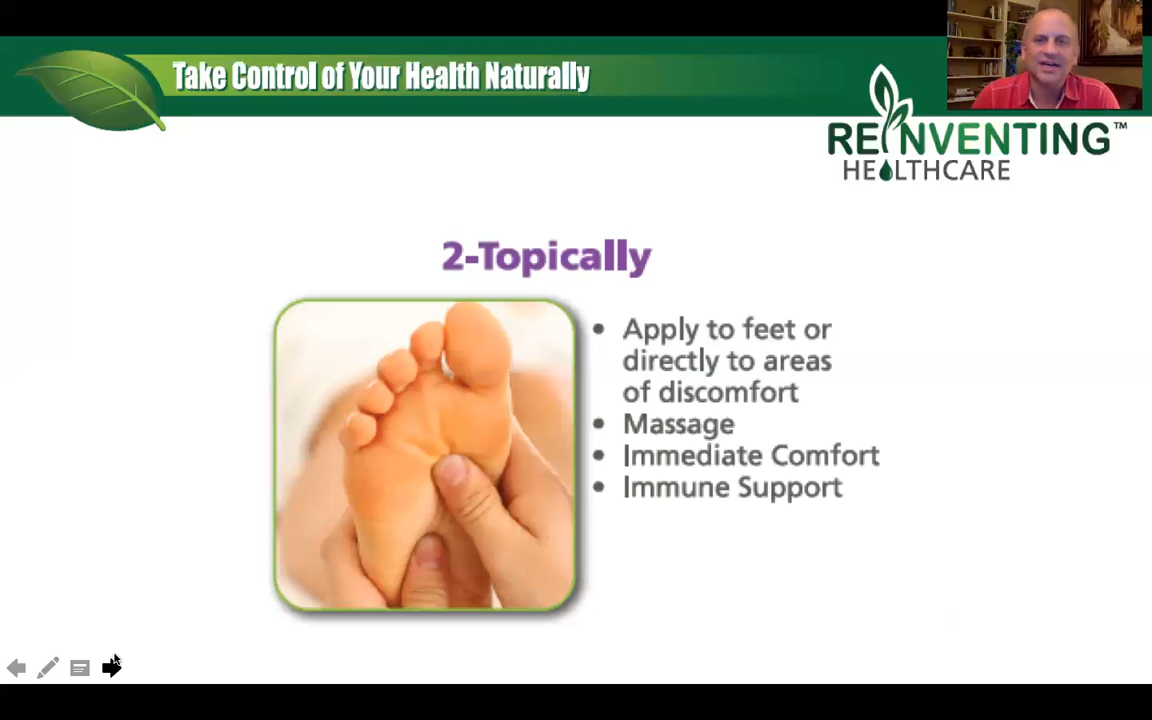 Take Control of Your Health Naturally
REINVENTING™
HEALTHCARE
2-Topically
• Apply to feet or
directly to areas
of discomfort
• Massage
• Immediate Comfort
• Immune Support